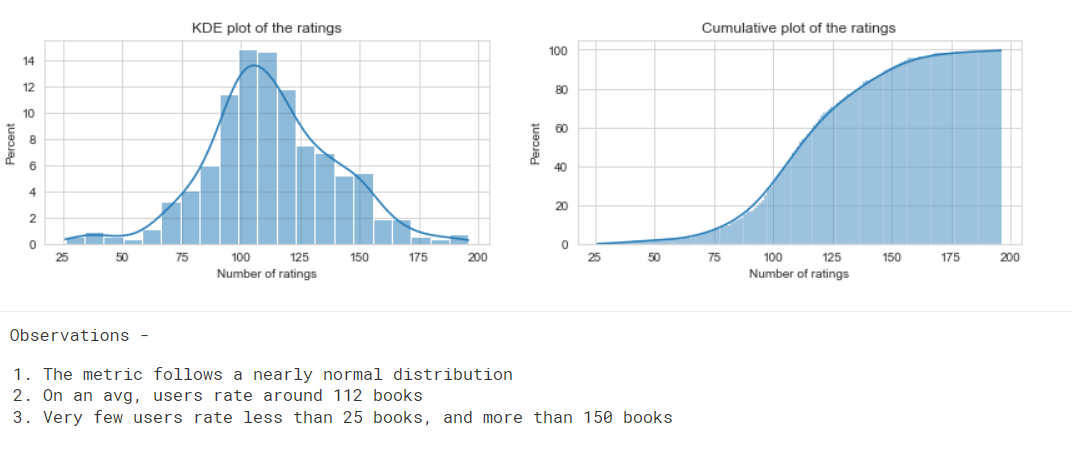 KDE plot of the ratings
Percent
14
12
10
8
6
4
2
0
25 50 75 100 125 150 175 200
Number of ratings
Cumulative plot of the ratings
Percent
100
80
60
40
20
0
25 50 75 100 125 150 175 200
Number of ratings
Observations -
1. The metric follows a nearly normal distribution
2. On an avg, users rate around 112 books
3. Very few users rate less than 25 books, and more than 150 books